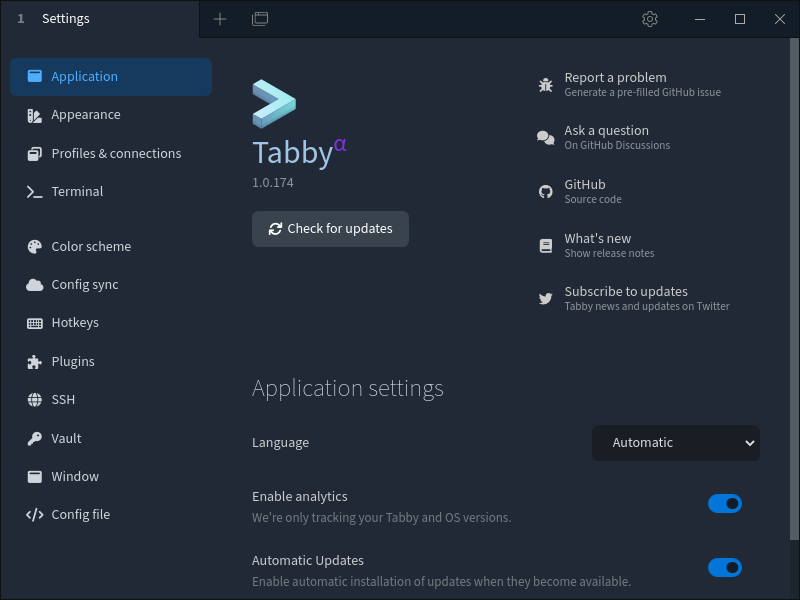 1 Settings
Application
Appearance
Profiles & connections
Terminal
Color scheme
Config sync
Hotkeys
Plugins
SSH
Vault
Window
Config file
Tabbyα
1.0.174
Check for updates
Report a problem
Generate a pre-filled GitHub issue
Ask a question
On GitHub Discussions
GitHub
Source code
What's new
Show release notes
Subscribe to updates
Tabby news and updates on Twitter
Application settings
Language
Automatic
Enable analytics
We're only tracking your Tabby and OS versions.
Automatic Updates
Enable automatic installation of updates when they become available.